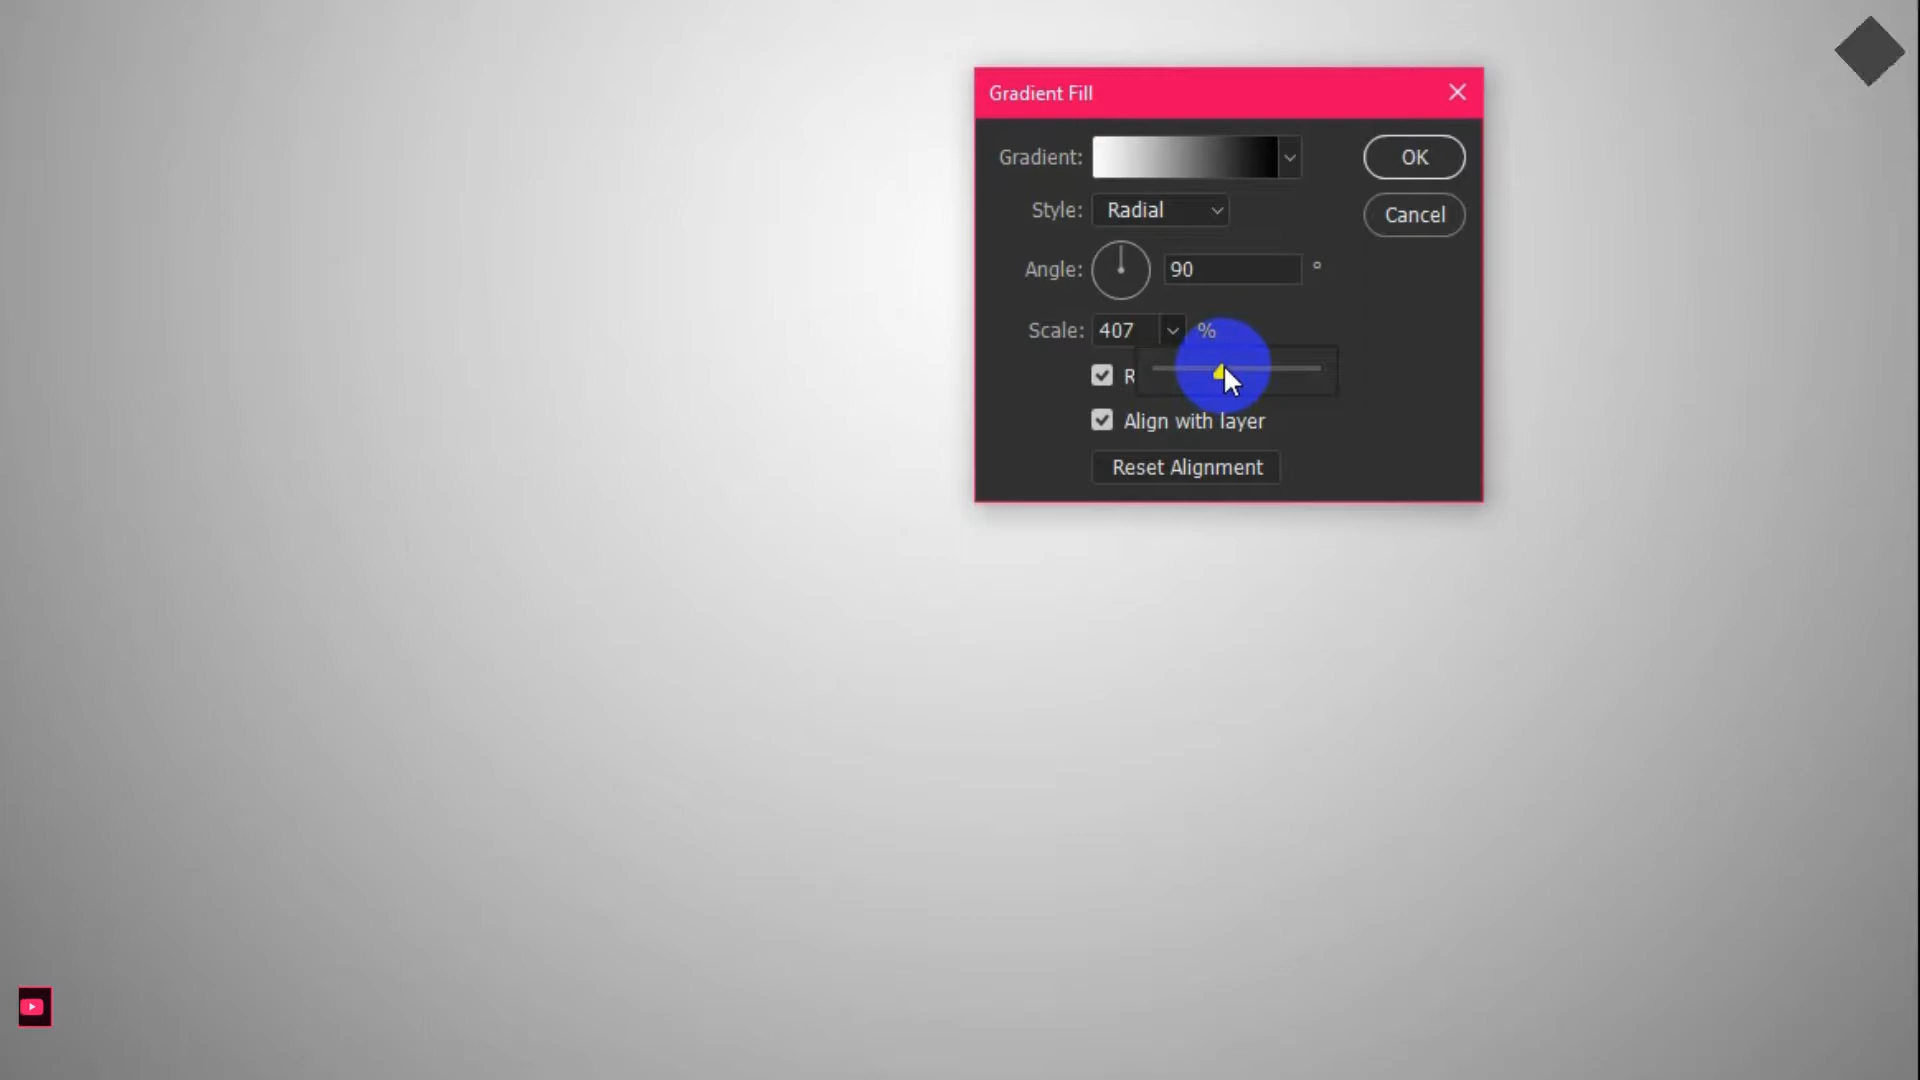 Gradient Fill
Gradient:
OK
Style: Radial
Cancel
Angle: 90 °
Scale: 407 %
R
Align with layer
Reset Alignment